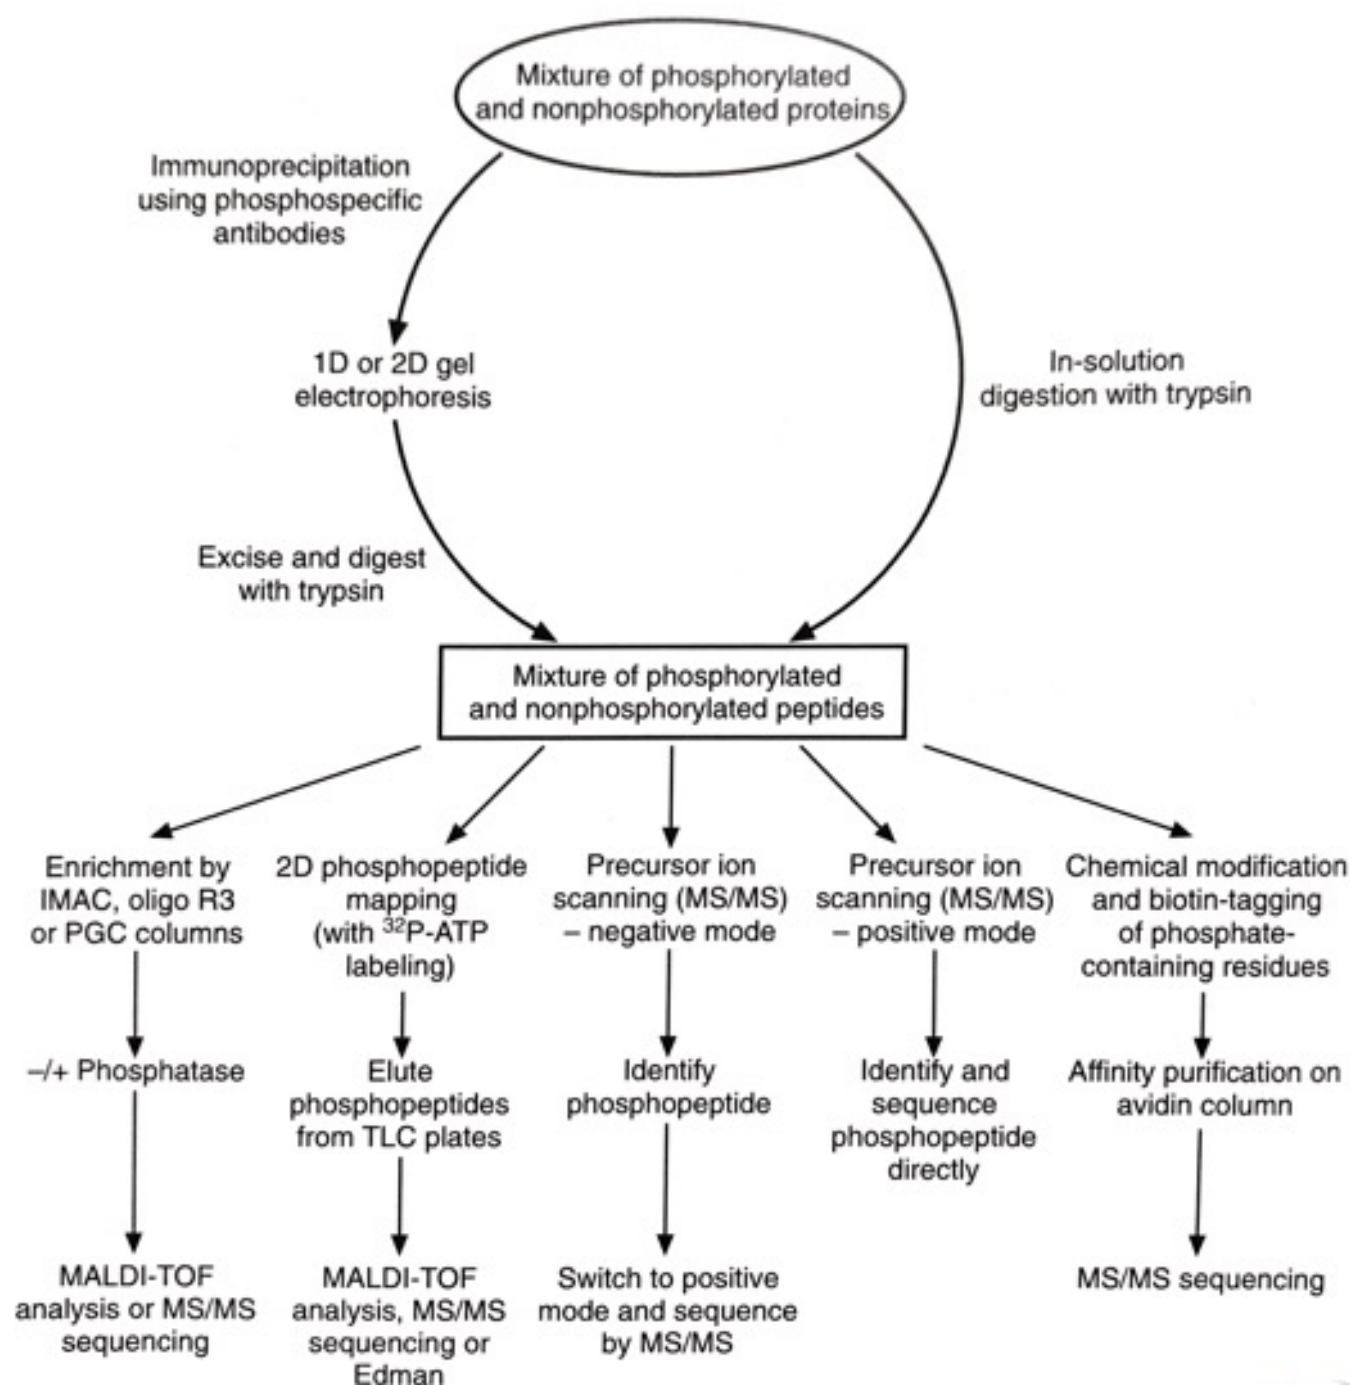 Mixture of phosphorylated
and nonphosphorylated proteins
Immunoprecipitation
using phosphospecific
antibodies
1D or 2D gel
electrophoresis
In-solution
digestion with trypsin
Excise and digest
with trypsin
Mixture of phosphorylated
and nonphosphorylated peptides
Enrichment by
IMAC, oligo R3
or PGC columns
2D phosphopeptide
mapping
(with ³²P-ATP
labeling)
Precursor ion
scanning (MS/MS)
– negative mode
Precursor ion
scanning (MS/MS)
– positive mode
Chemical modification
and biotin-tagging
of phosphate-
containing residues
–/+ Phosphatase
Elute
phosphopeptides
from TLC plates
Identify
phosphopeptide
Identify and
sequence
phosphopeptide
directly
Affinity purification on
avidin column
MALDI-TOF
analysis or MS/MS
sequencing
MALDI-TOF
analysis, MS/MS
sequencing or
Edman
Switch to positive
mode and sequence
by MS/MS
MS/MS sequencing